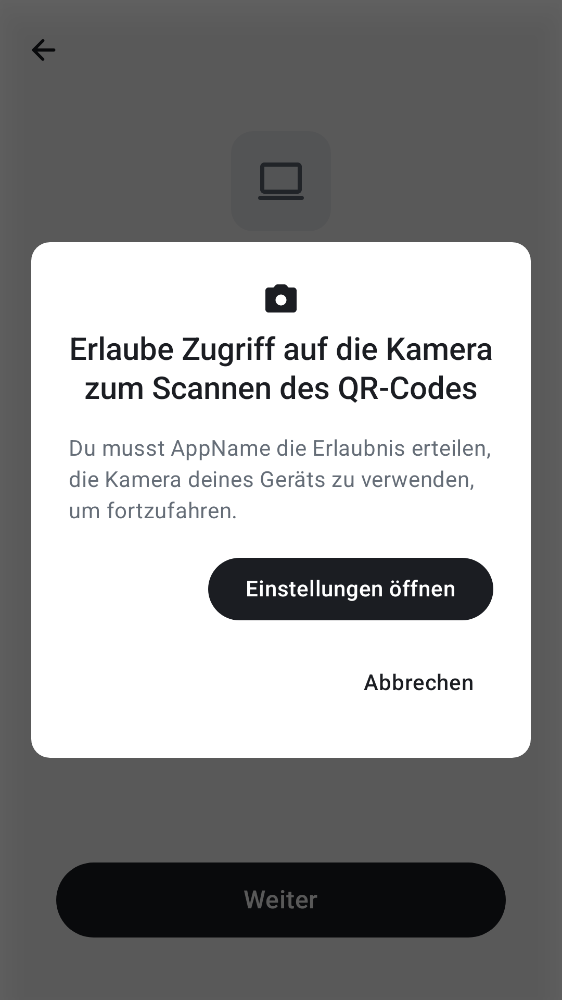 Erlaube Zugriff auf die Kamera
zum Scannen des QR-Codes
Du musst AppName die Erlaubnis erteilen,
die Kamera deines Geräts zu verwenden,
um fortzufahren.
Einstellungen öffnen
Abbrechen
Weiter